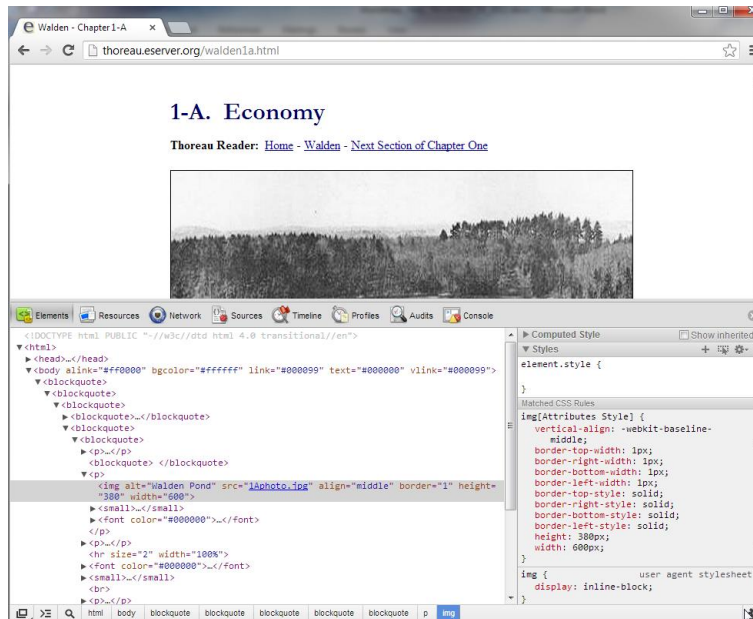 Walden - Chapter 1-A
thoreau.eserver.org/walden1a.html
1-A. Economy
Thoreau Reader: Home - Walden - Next Section of Chapter One
Elements Resources Network Sources Timeline Profiles Audits Console
<!DOCTYPE html PUBLIC "-//w3c//dtd html 4.0 transitional//en">
▼<html>
▶<head>…</head>
▼<body alink="#ff0000" bgcolor="#ffffff" link="#000099" text="#000000" vlink="#000099">
▼<blockquote>
▼<blockquote>
▼<blockquote>
▶<blockquote>…</blockquote>
▼<blockquote>
▼<blockquote>
▶<p>…</p>
<blockquote> </blockquote>
▼<p>
<img alt="Walden Pond" src="1Aphoto.jpg" align="middle" border="1" height=
"380" width="600">
▶<small>…</small>
▶<font color="#000000">…</font>
</p>
▶<p>…</p>
<hr size="2" width="100%">
▶<font color="#000000">…</font>
▶<small>…</small>
<br>
▶<p>…</p>
html body blockquote blockquote blockquote blockquote blockquote p img
▶ Computed Style Show inherited
▼ Styles
element.style {
}
Matched CSS Rules
img[Attributes Style] {
vertical-align: -webkit-baseline-
middle;
border-top-width: 1px;
border-right-width: 1px;
border-bottom-width: 1px;
border-left-width: 1px;
border-top-style: solid;
border-right-style: solid;
border-bottom-style: solid;
border-left-style: solid;
height: 380px;
width: 600px;
}
img { user agent stylesheet
display: inline-block;
}